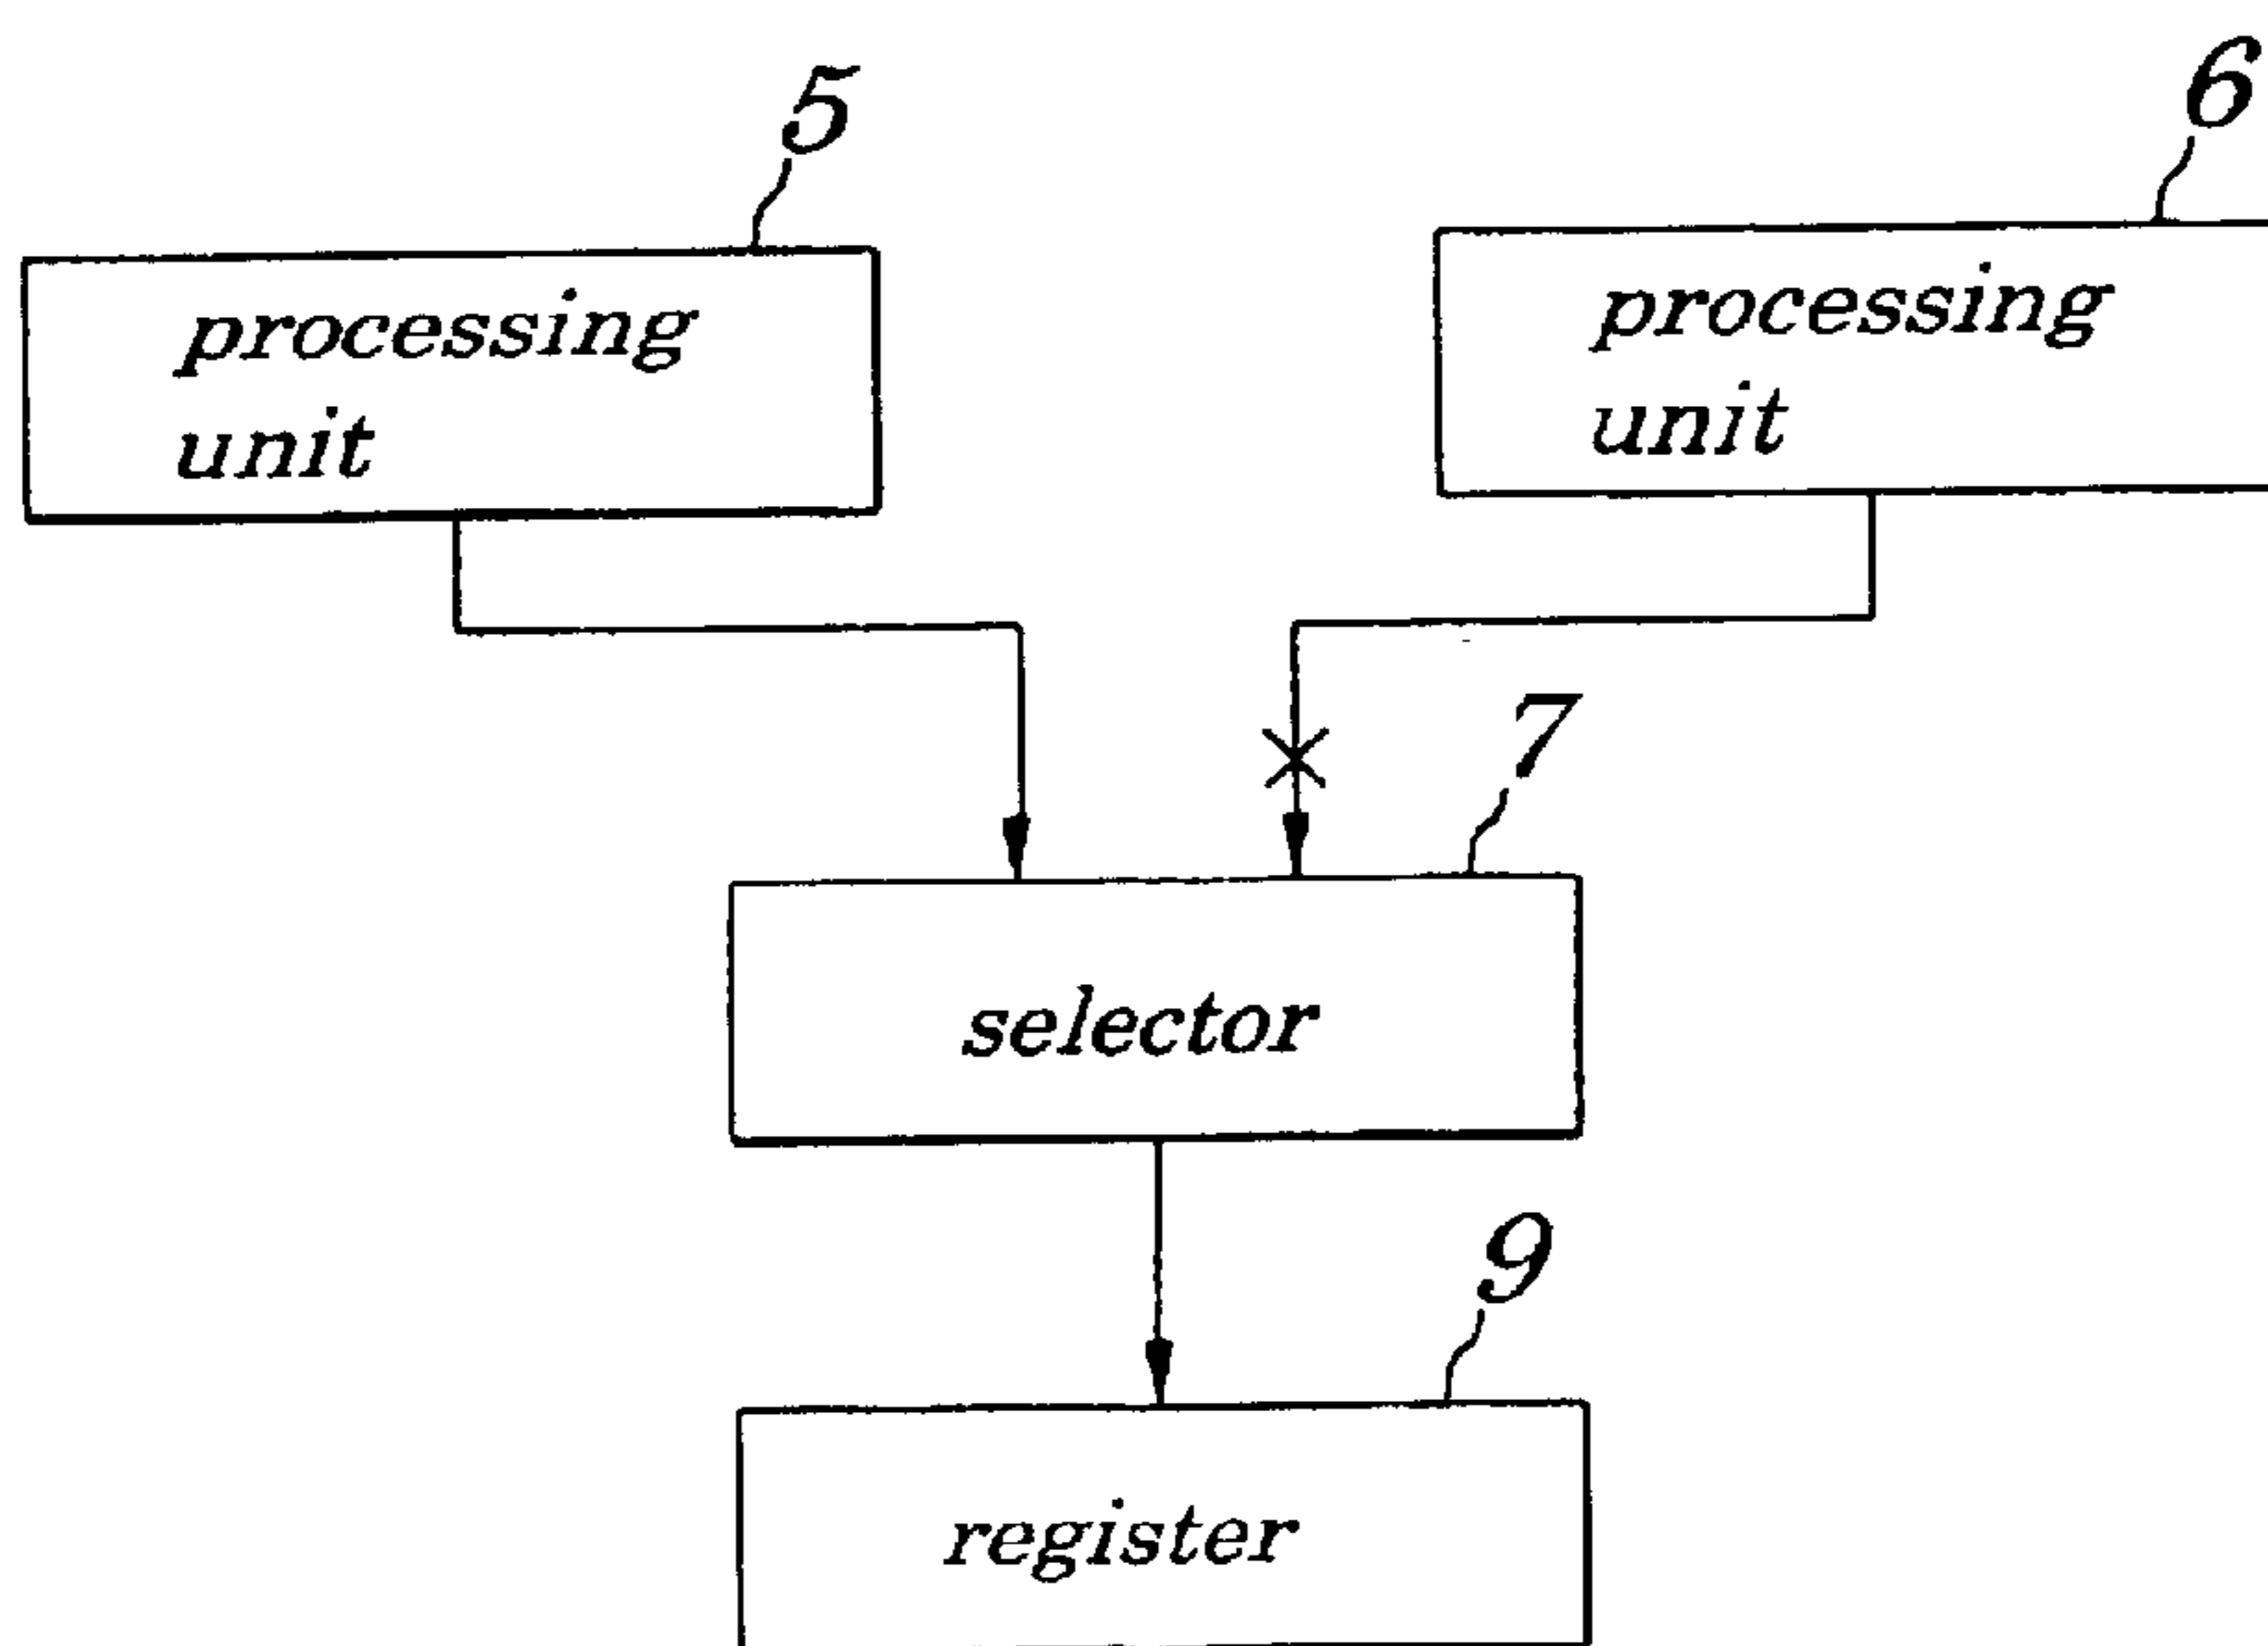 5
6
processing
unit
processing
unit
7
selector
9
register